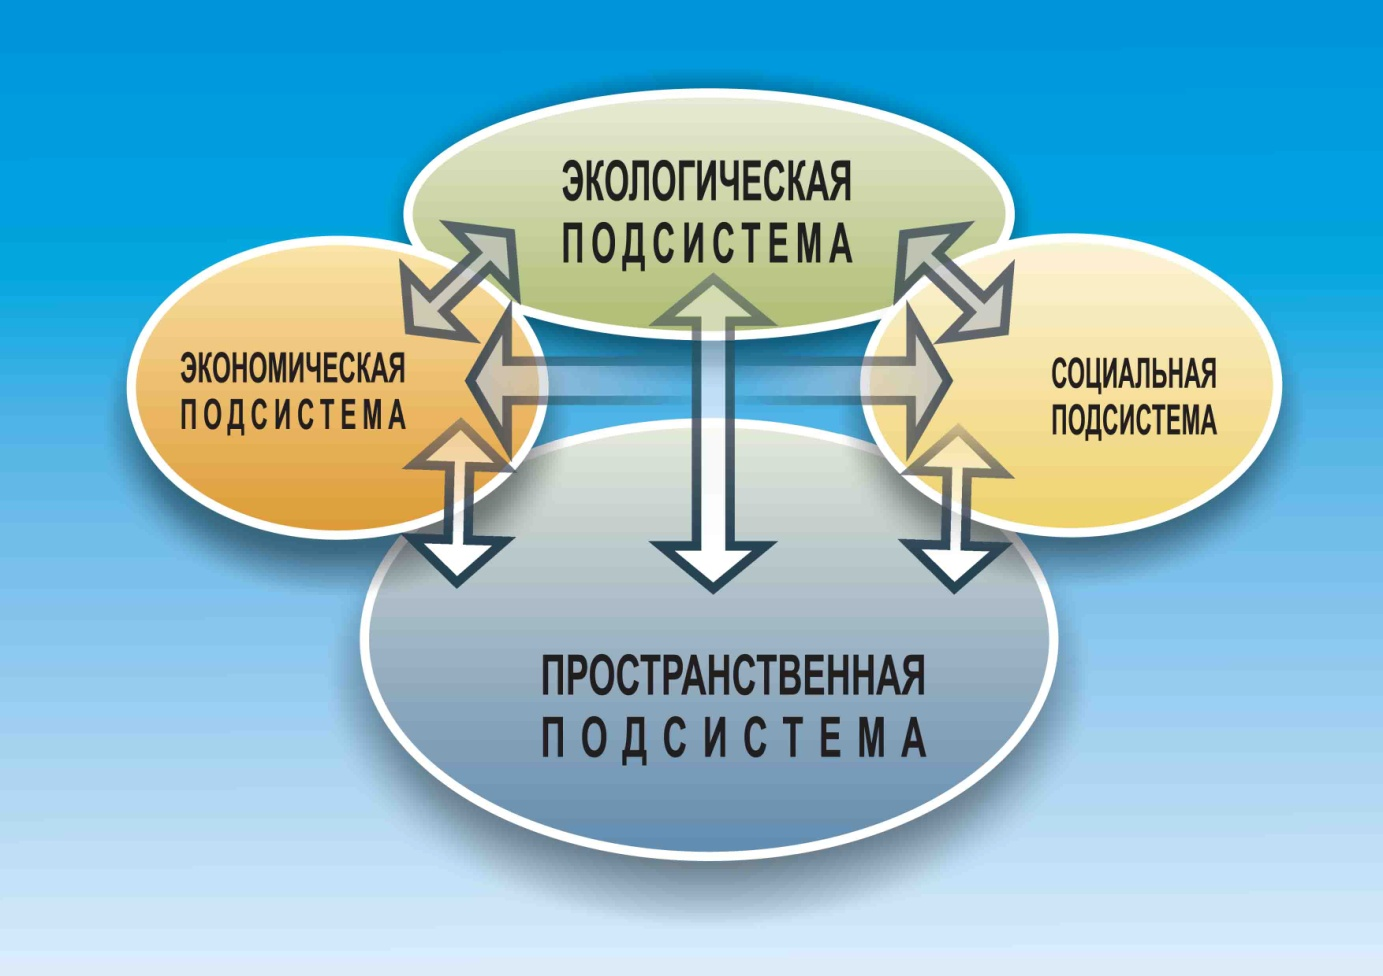 ЭКОЛОГИЧЕСКАЯ
ПОДСИСТЕМА
ЭКОНОМИЧЕСКАЯ
ПОДСИСТЕМА
СОЦИАЛЬНАЯ
ПОДСИСТЕМА
ПРОСТРАНСТВЕННАЯ
ПОДСИСТЕМА